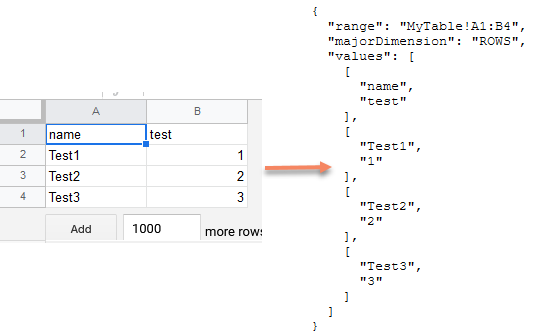 A B
1 name test
2 Test1 1
3 Test2 2
4 Test3 3
Add 1000 more rows
{
  "range": "MyTable!A1:B4",
  "majorDimension": "ROWS",
  "values": [
    [
      "name",
      "test"
    ],
    [
      "Test1",
      "1"
    ],
    [
      "Test2",
      "2"
    ],
    [
      "Test3",
      "3"
    ]
  ]
}